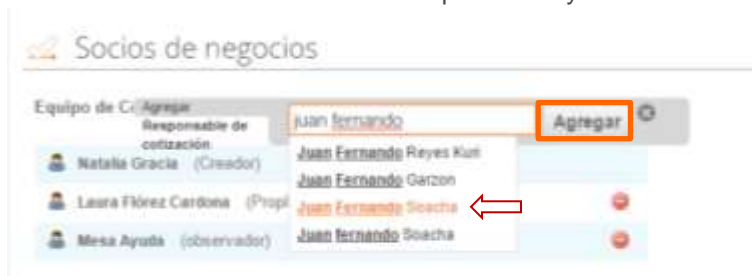 Socios de negocios
Equipo de C
Agregar
Responsable de
cotización
juan fernando
Agregar
Natalia Gracia (Creador)
Juan Fernando Reyes Kuri
Juan Fernando Garzon
Laura Flórez Cardona (Propi
Juan Fernando Soacha
Mesa Ayuda (observador)
Juan fernando Soacha